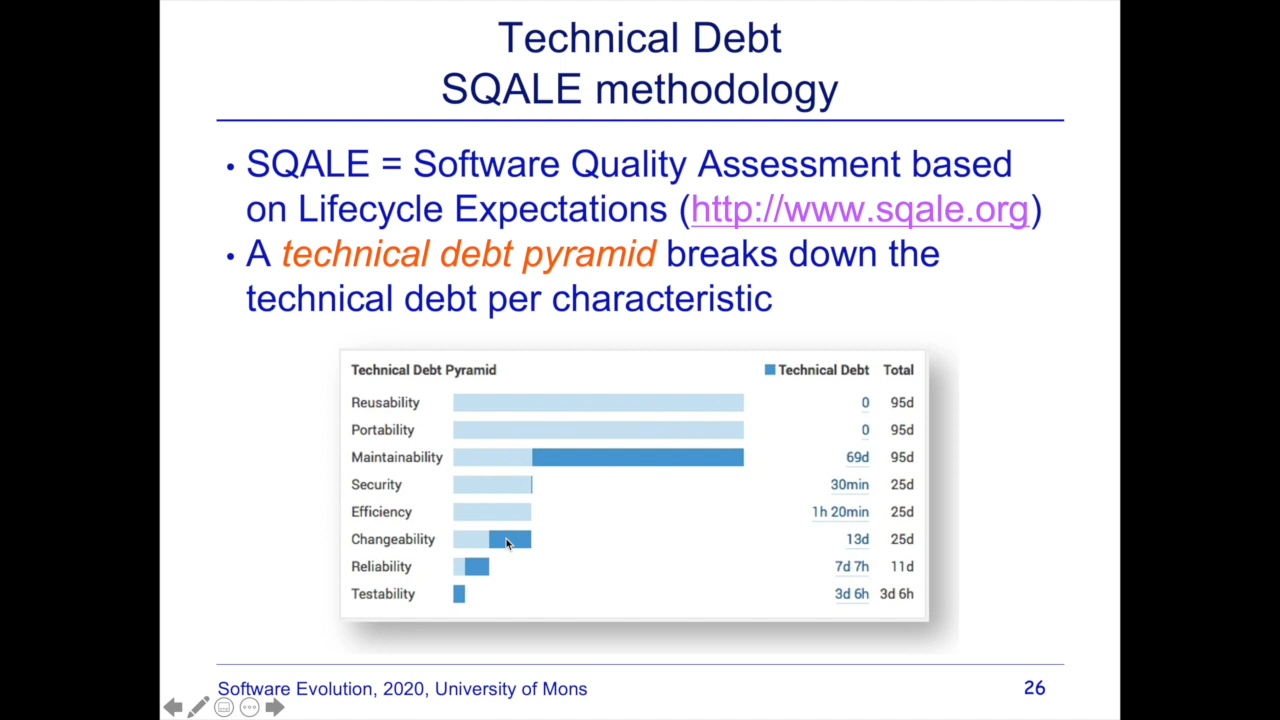 Technical Debt
SQALE methodology
• SQALE = Software Quality Assessment based
on Lifecycle Expectations (http://www.sqale.org)
• A technical debt pyramid breaks down the
technical debt per characteristic
Technical Debt Pyramid Technical Debt Total
Reusability 0 95d
Portability 0 95d
Maintainability 69d 95d
Security 30min 25d
Efficiency 1h 20min 25d
Changeability 13d 25d
Reliability 7d 7h 11d
Testability 3d 6h 3d 6h
Software Evolution, 2020, University of Mons 26